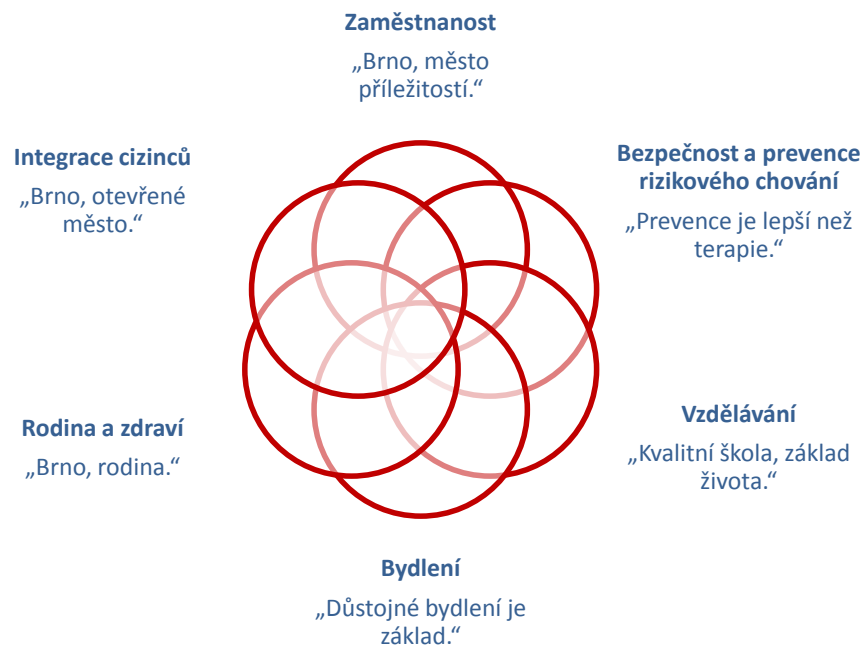 Zaměstnanost
„Brno, město
příležitostí.“
Integrace cizinců
„Brno, otevřené
město.“
Bezpečnost a prevence
rizikového chování
„Prevence je lepší než
terapie.“
Rodina a zdraví
„Brno, rodina.“
Vzdělávání
„Kvalitní škola, základ
života.“
Bydlení
„Důstojné bydlení je
základ.“